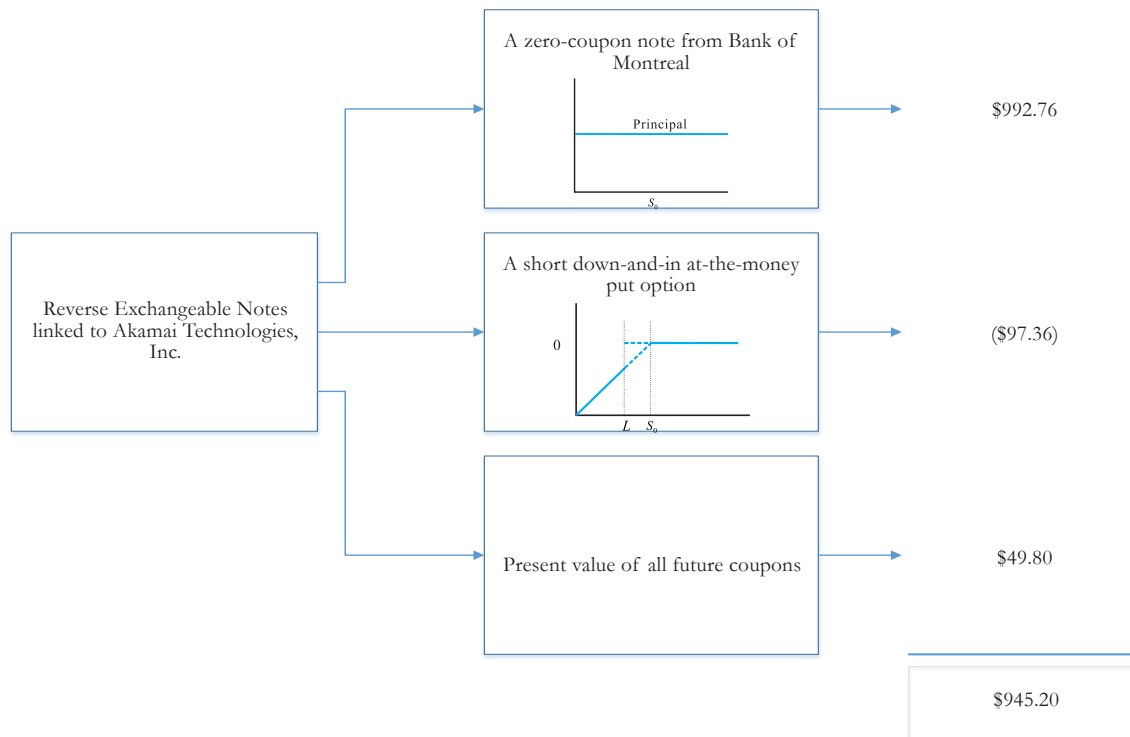 A zero-coupon note from Bank of
Montreal
Principal
S₀
$992.76
Reverse Exchangeable Notes
linked to Akamai Technologies,
Inc.
A short down-and-in at-the-money
put option
0
L S₀
($97.36)
Present value of all future coupons
$49.80
$945.20